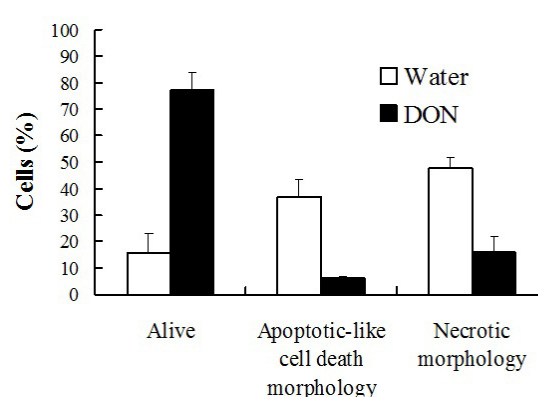 100
90
80
70
60
50
40
30
20
10
0
Cells (%)
Water
DON
Alive
Apoptotic-like
cell death
morphology
Necrotic
morphology